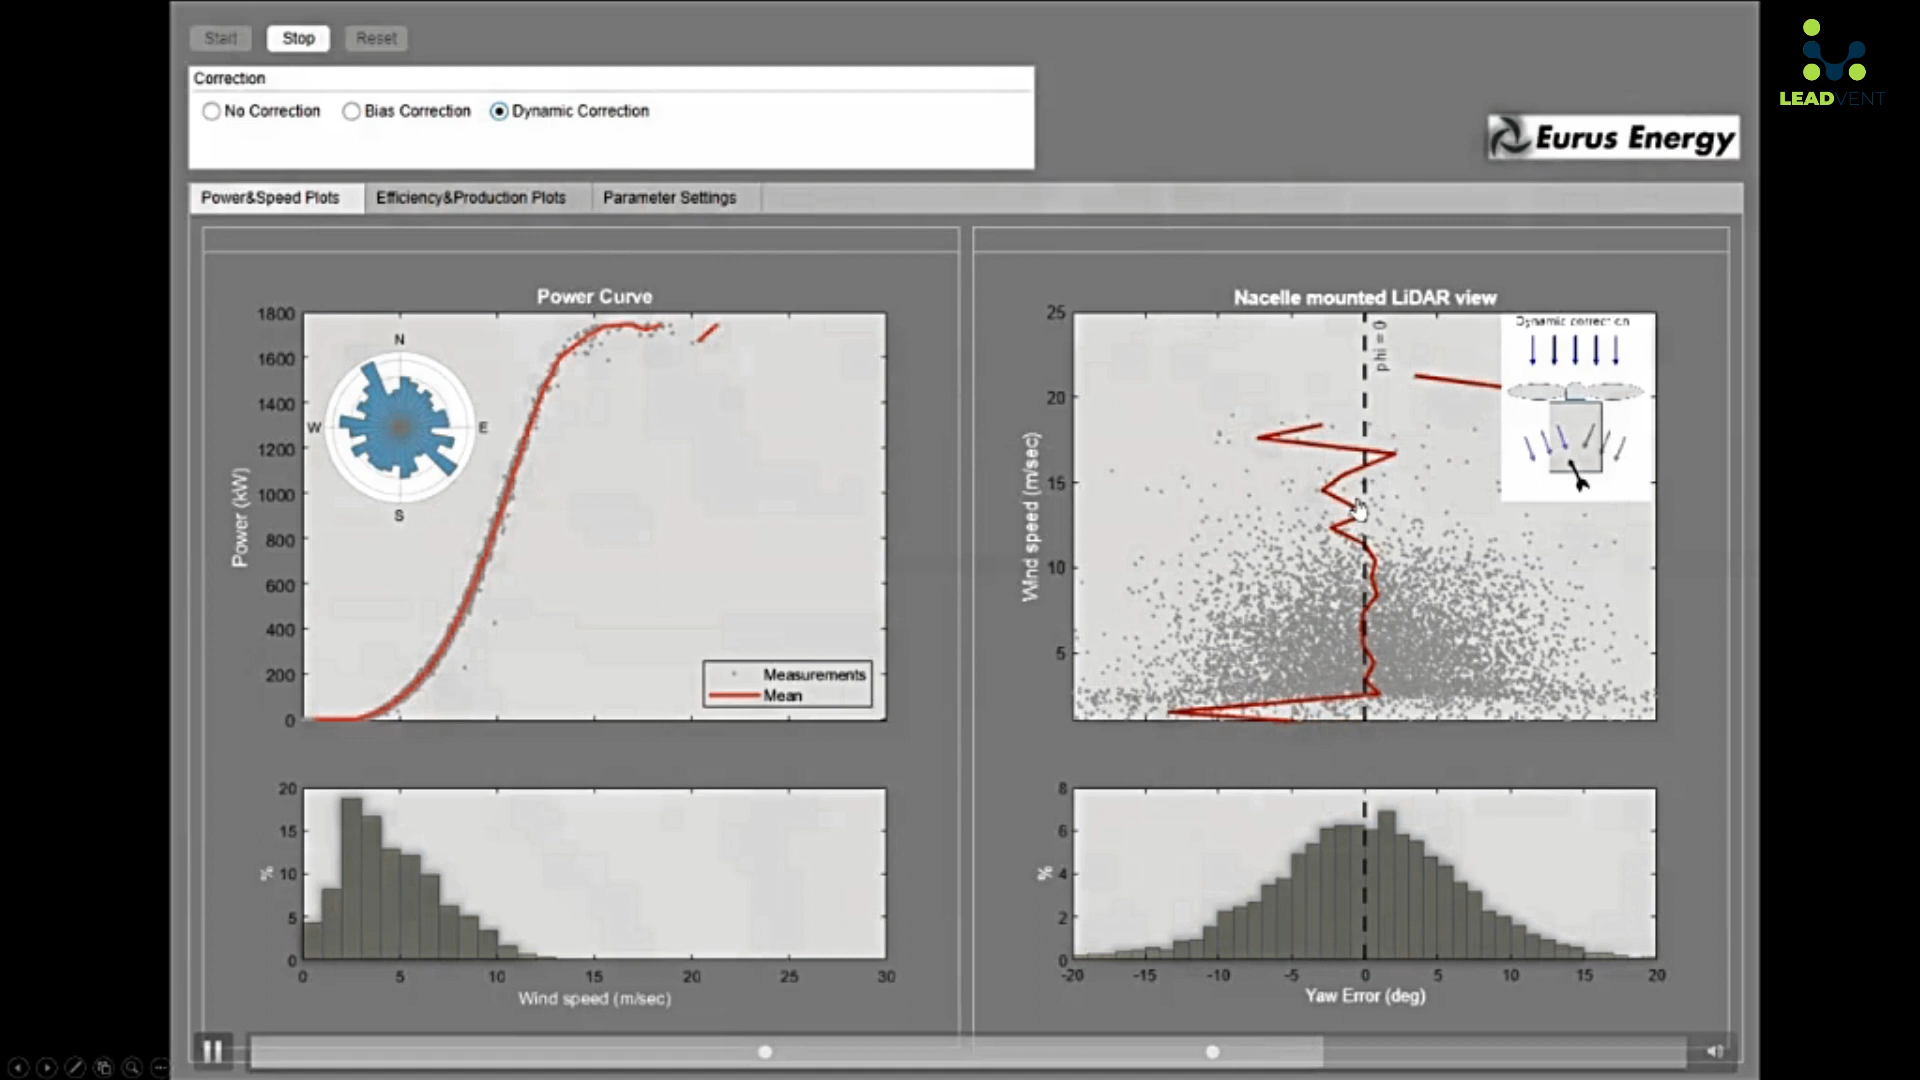 Start Stop Reset
LEADVENT
Correction
No Correction Bias Correction Dynamic Correction
Eurus Energy
Power&Speed Plots Efficiency&Production Plots Parameter Settings
Power Curve
1800
1600
1400
1200
1000
800
600
400
200
0
Power (kW)
N
W E
S
Measurements
Mean
20
15
10
5
0
%
0 5 10 15 20 25 30
Wind speed (m/sec)
Nacelle mounted LiDAR view
25
20
15
10
5
Wind speed (m/sec)
phi = 0
Dynamic correction
8
6
4
2
0
%
-20 -15 -10 -5 0 5 10 15 20
Yaw Error (deg)